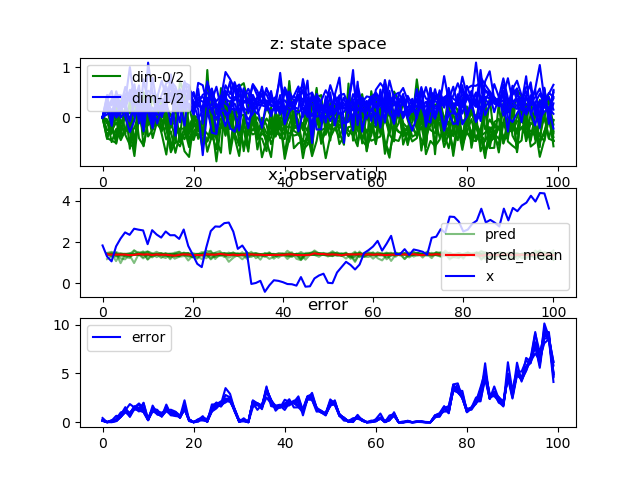 z: state space
1
0
dim-0/2
dim-1/2
0 20 40 60 80 100
x:observation
4
2
0
pred
pred_mean
x
0 20 40 60 80 100
error
10
5
0
error
0 20 40 60 80 100